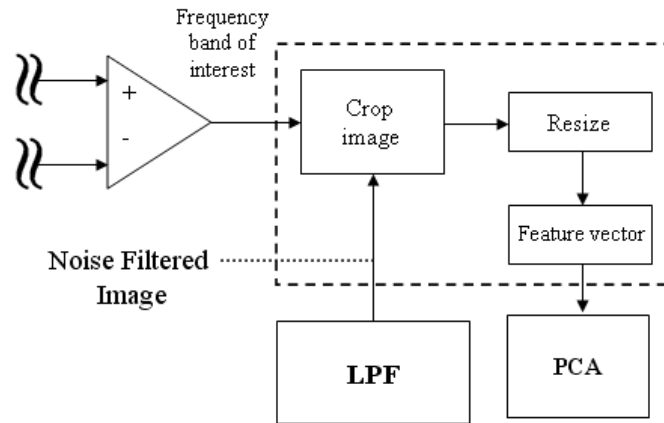 Frequency
band of
interest
+
-
Crop
image
Resize
Feature vector
Noise Filtered
Image
LPF
PCA